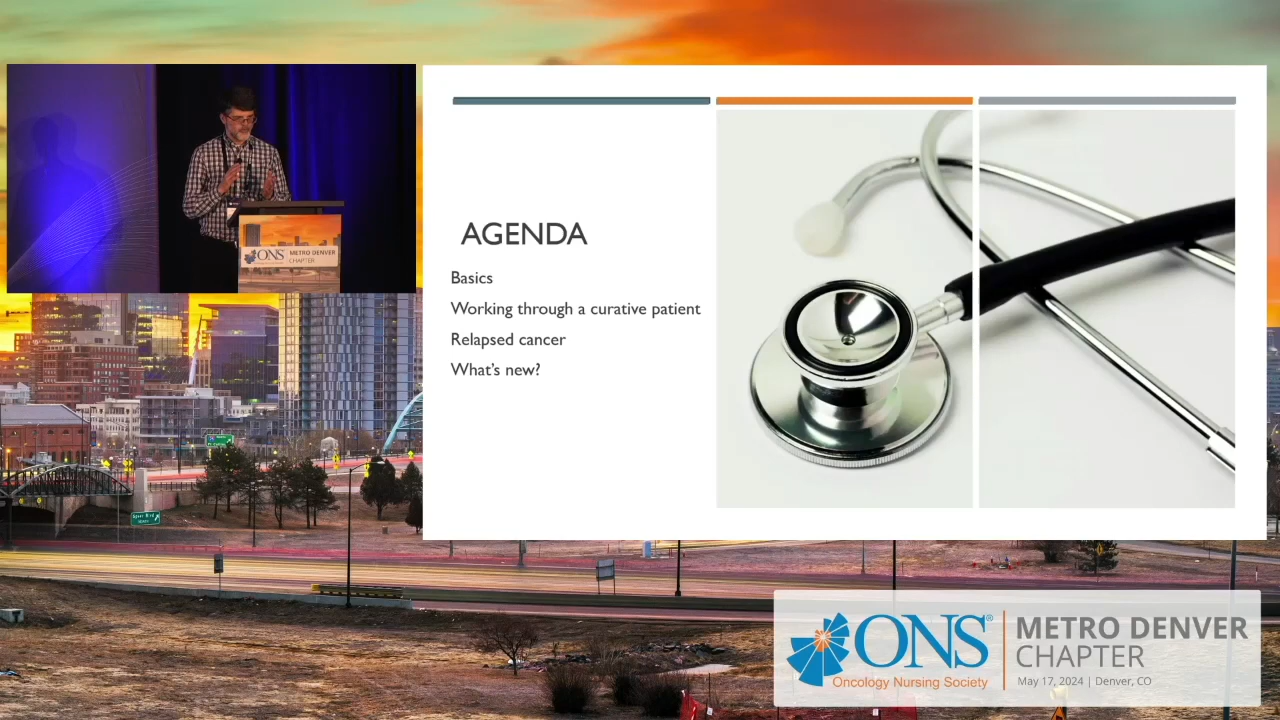 AGENDA
Basics
Working through a curative patient
Relapsed cancer
What's new?
ONS METRO DENVER
CHAPTER
ONS® METRO DENVER
CHAPTER
Oncology Nursing Society
May 17, 2024 | Denver, CO